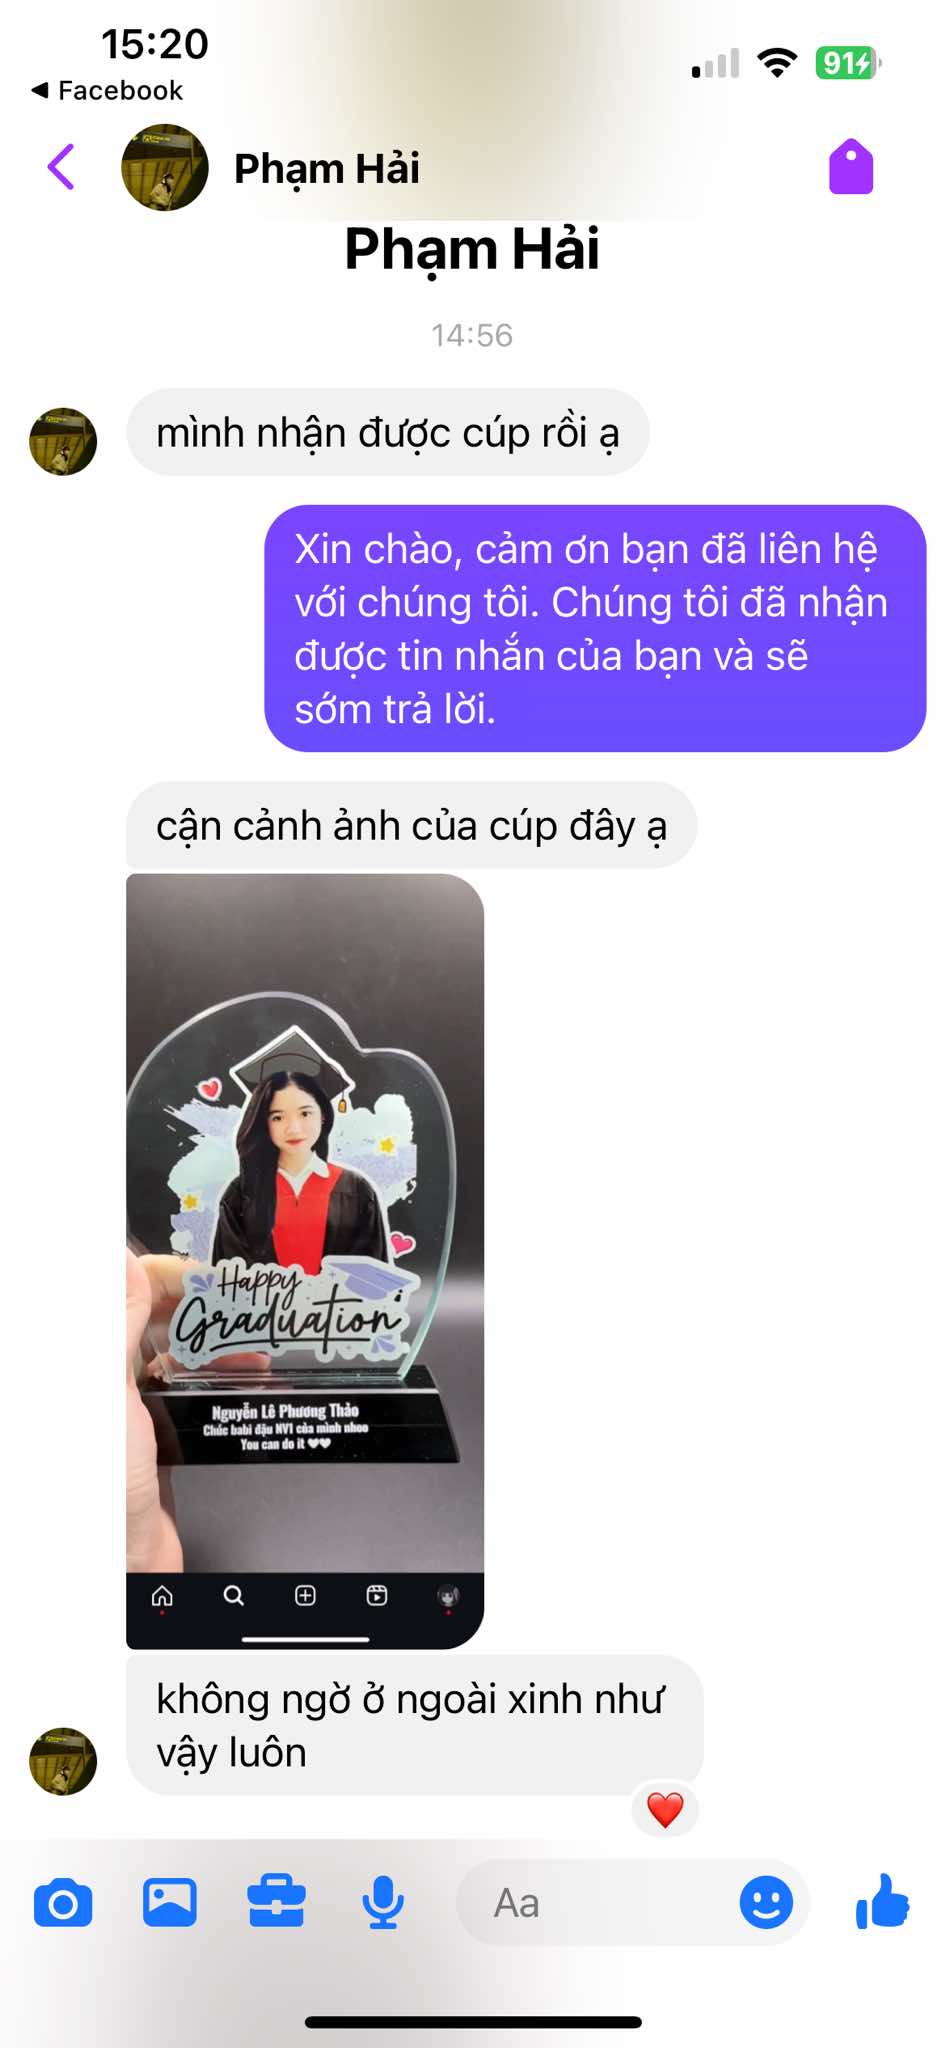 15:20
91
Facebook
Phạm Hải
Phạm Hải
14:56
mình nhận được cúp rồi ạ
Xin chào, cảm ơn bạn đã liên hệ
với chúng tôi. Chúng tôi đã nhận
được tin nhắn của bạn và sẽ
sớm trả lời.
cận cảnh ảnh của cúp đây ạ
Happy
Graduation
Nguyễn Lê Phương Thảo
Chúc babi đậu NV1 của mình nhoo
You can do it ♥♥
không ngờ ở ngoài xinh như
vậy luôn
Aa